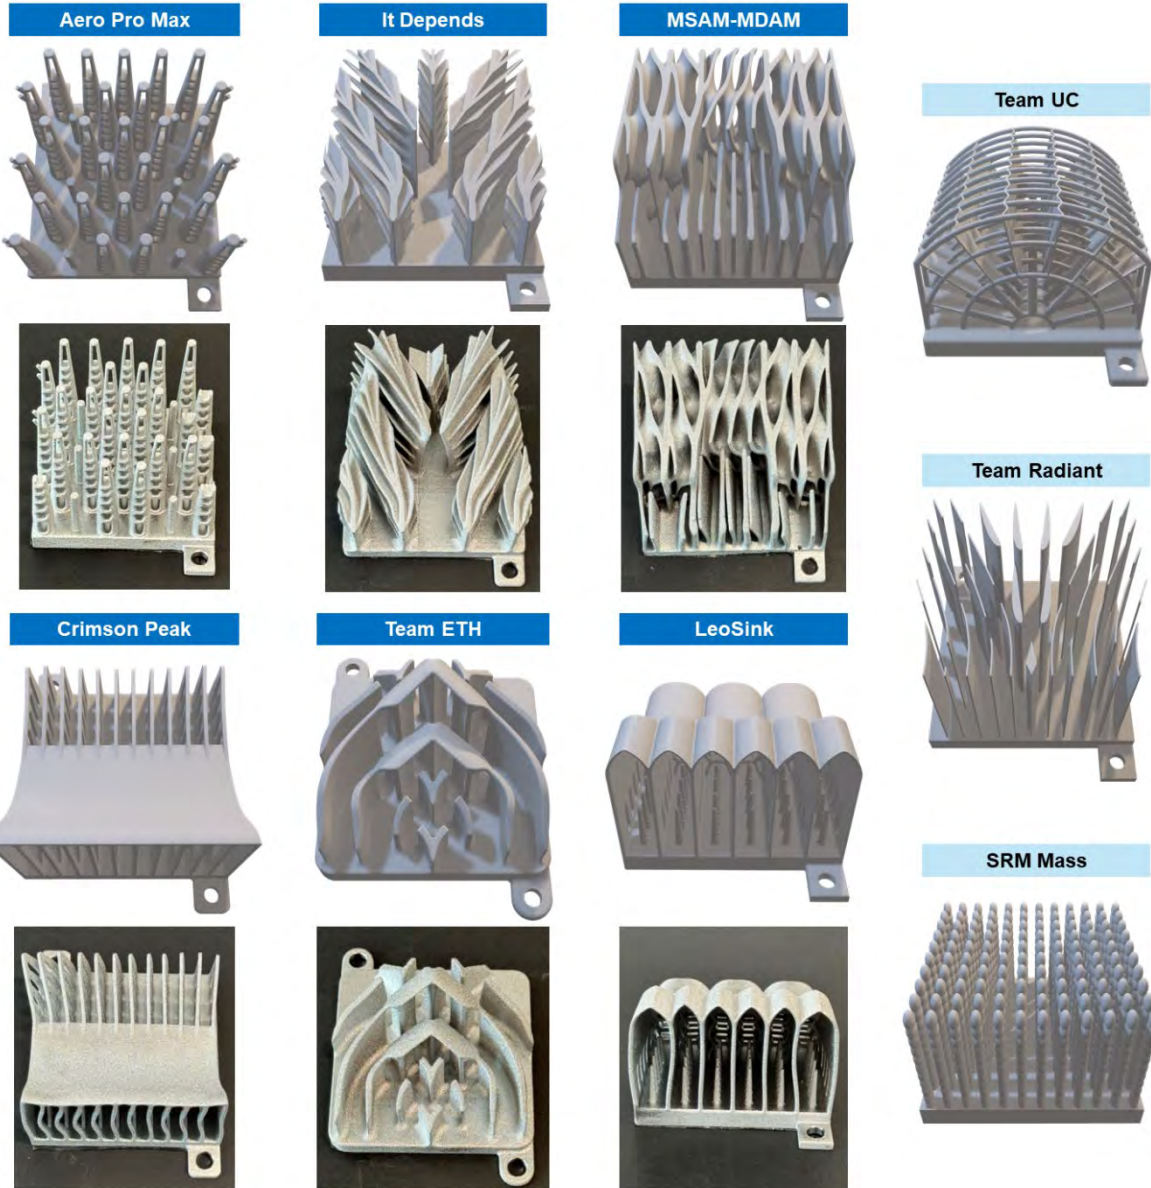 Aero Pro Max
It Depends
MSAM-MDAM
Team UC
Team Radiant
Crimson Peak
Team ETH
LeoSink
SRM Mass